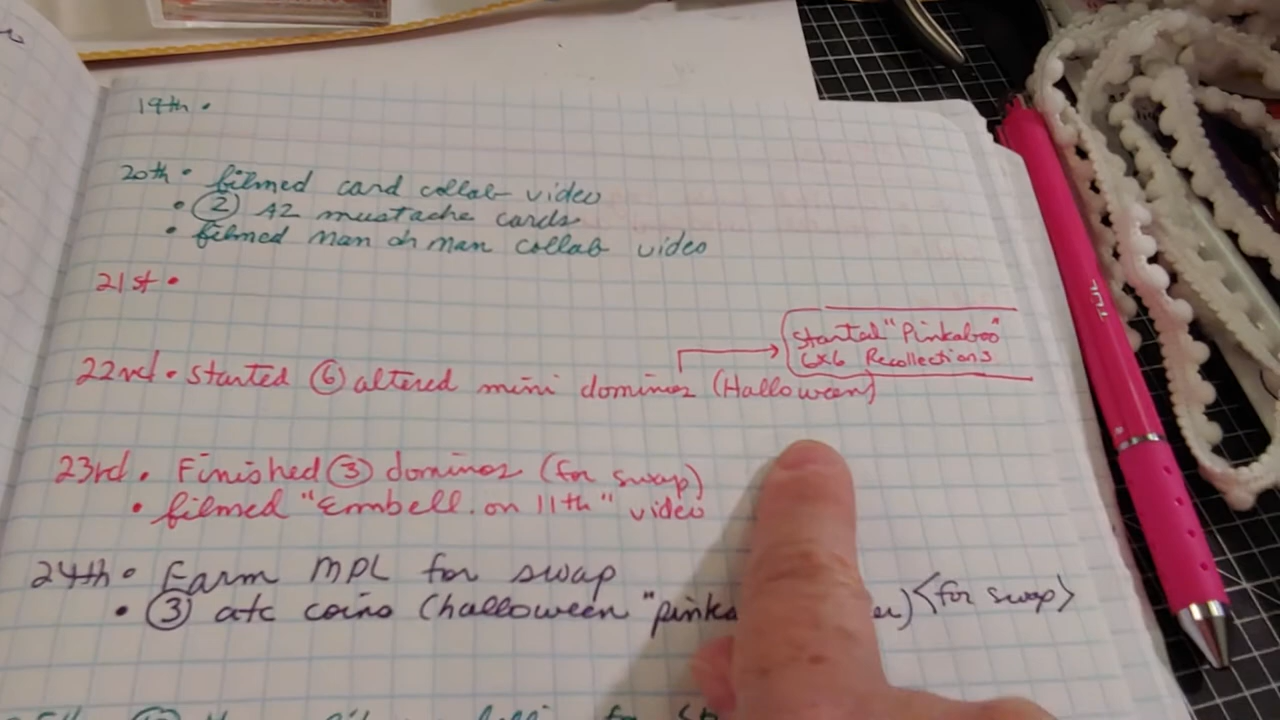 19th •
20th • filmed card collab video
• ② A2 mustache cards
• filmed man oh man collab video
21st •
started "Pinkaboo"
6x6 Recollections
22nd • started ⑥ altered mini dominos (Halloween)
23rd • Finished ③ dominos (for swap)
• filmed "Embell. on 11th" video
24th • Farm MPL for swap
• ③ atc coins (halloween "pinka er) <for swap>
TUL